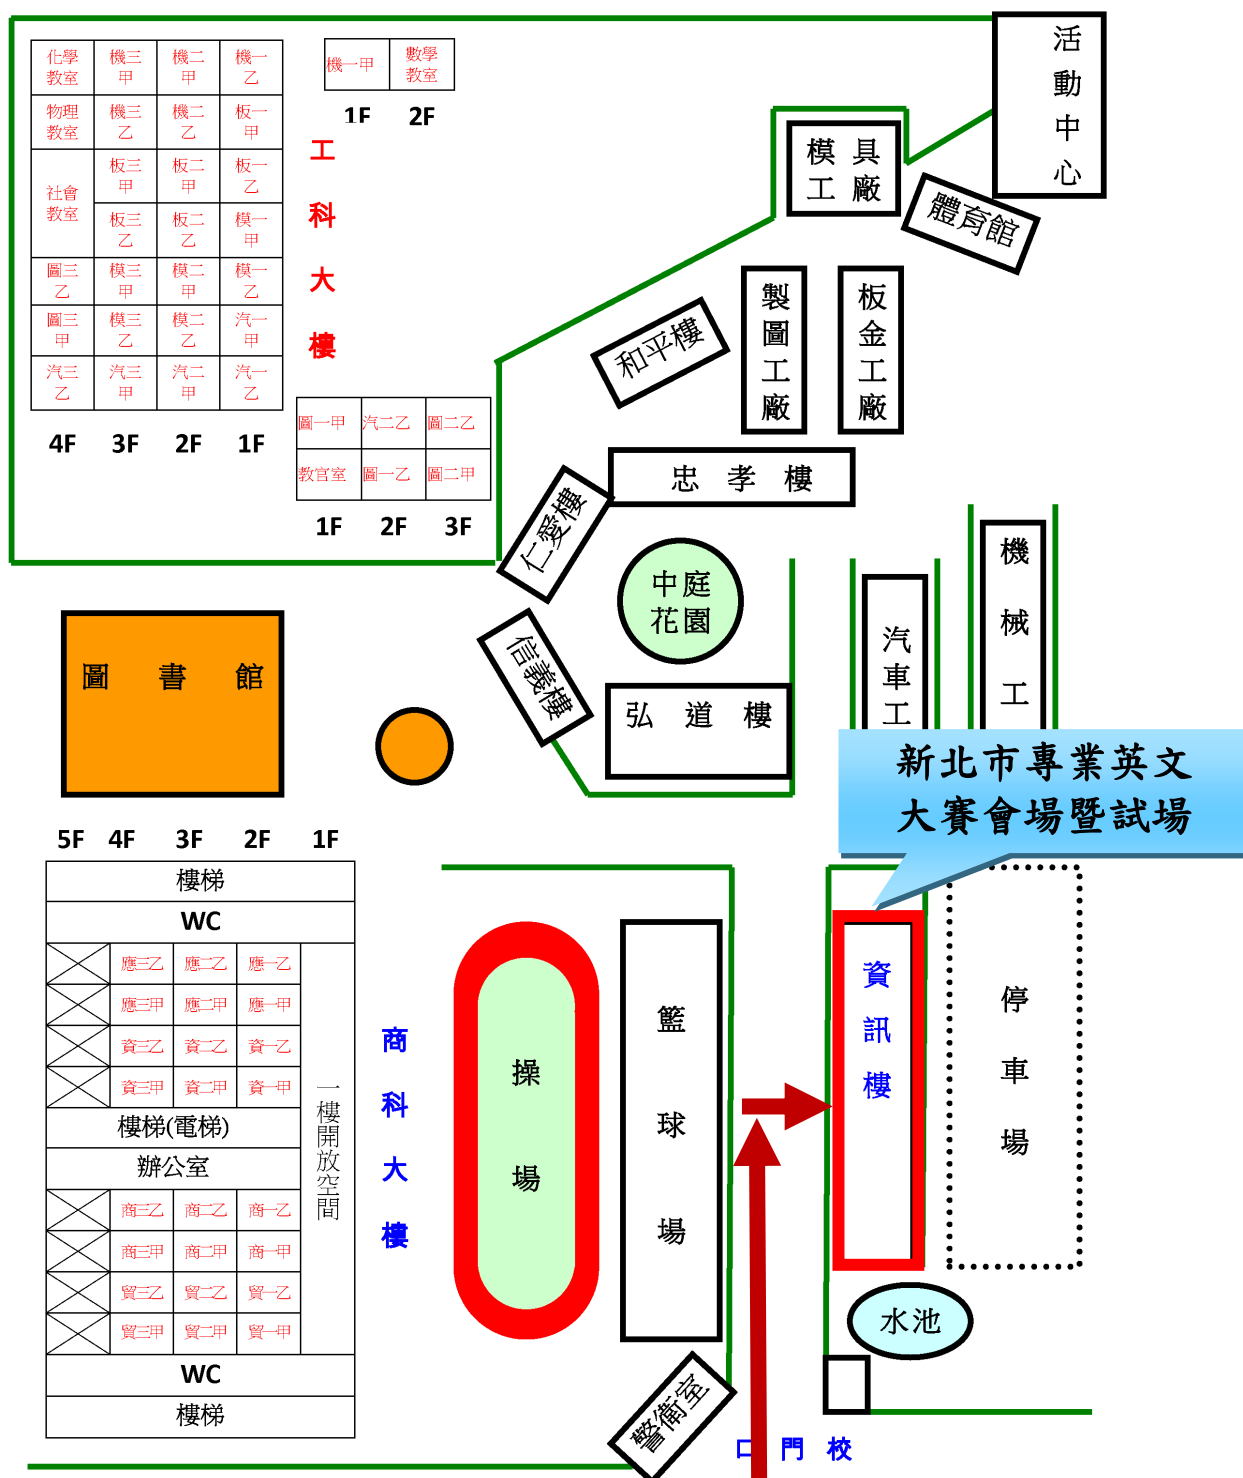 活動中心
化學教室 機三甲 機二甲 機一乙
物理教室 機三乙 機二乙 板一甲
社會教室 板三甲 板二甲 板一乙
板三乙 板二乙 模一甲
圖三乙 模三甲 模二甲 模一乙
圖三甲 模三乙 模二乙 汽一甲
汽三乙 汽三甲 汽二甲 汽一乙
4F 3F 2F 1F
機一甲 數學教室
1F 2F
工科大樓
圖一甲 汽二乙 圖二乙
教官室 圖一乙 圖二甲
1F 2F 3F
模具
工廠
體育館
製圖工廠
板金工廠
和平樓
忠孝樓
仁愛樓
中庭
花園
信義樓
弘道樓
汽車工
機械工
圖書館
新北市專業英文
大賽會場暨試場
5F 4F 3F 2F 1F
樓梯
WC
應三乙 應二乙 應一乙
應三甲 應二甲 應一甲
資三乙 資二乙 資一乙
資三甲 資二甲 資一甲
樓梯(電梯)
辦公室
商三乙 商二乙 商一乙
商三甲 商二甲 商一甲
貿三乙 貿二乙 貿一乙
貿三甲 貿二甲 貿一甲
一樓開放空間
WC
樓梯
商科大樓
操場
籃球場
資訊樓
停車場
水池
警衛室
口門校